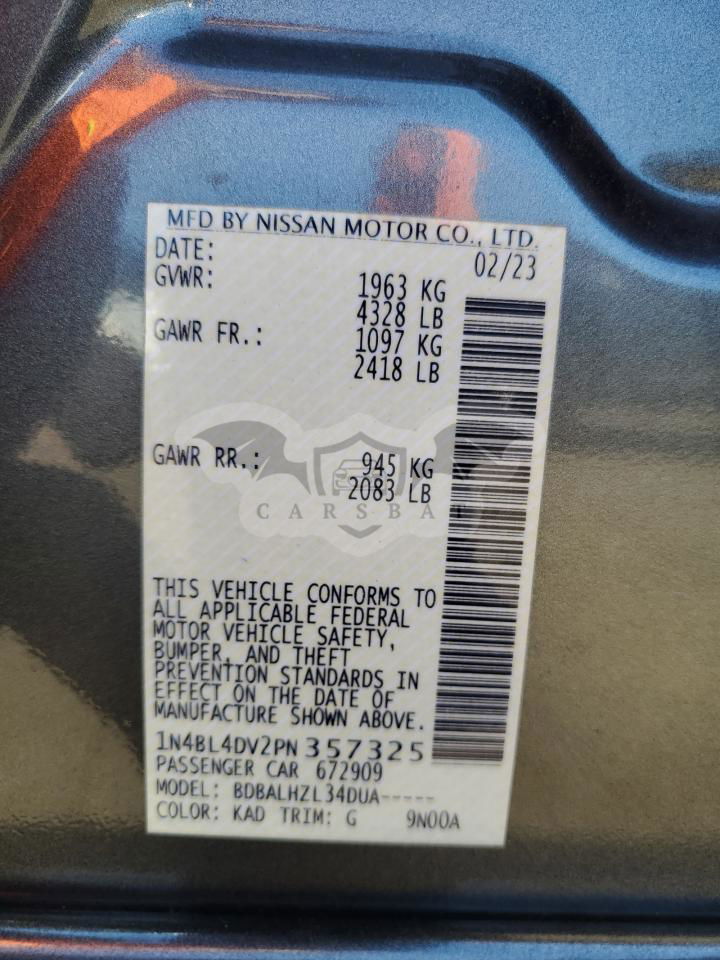 MFD BY NISSAN MOTOR CO., LTD.
DATE: 02/23
GVWR: 1963 KG
4328 LB
GAWR FR.: 1097 KG
2418 LB
GAWR RR.: 945 KG
2083 LB
CARSBAT
THIS VEHICLE CONFORMS TO
ALL APPLICABLE FEDERAL
MOTOR VEHICLE SAFETY,
BUMPER, AND THEFT
PREVENTION STANDARDS IN
EFFECT ON THE DATE OF
MANUFACTURE SHOWN ABOVE.
1N4BL4DV2PN357325
PASSENGER CAR 672909
MODEL: BDBALHZL34DUA-----
COLOR: KAD TRIM: G 9N00A